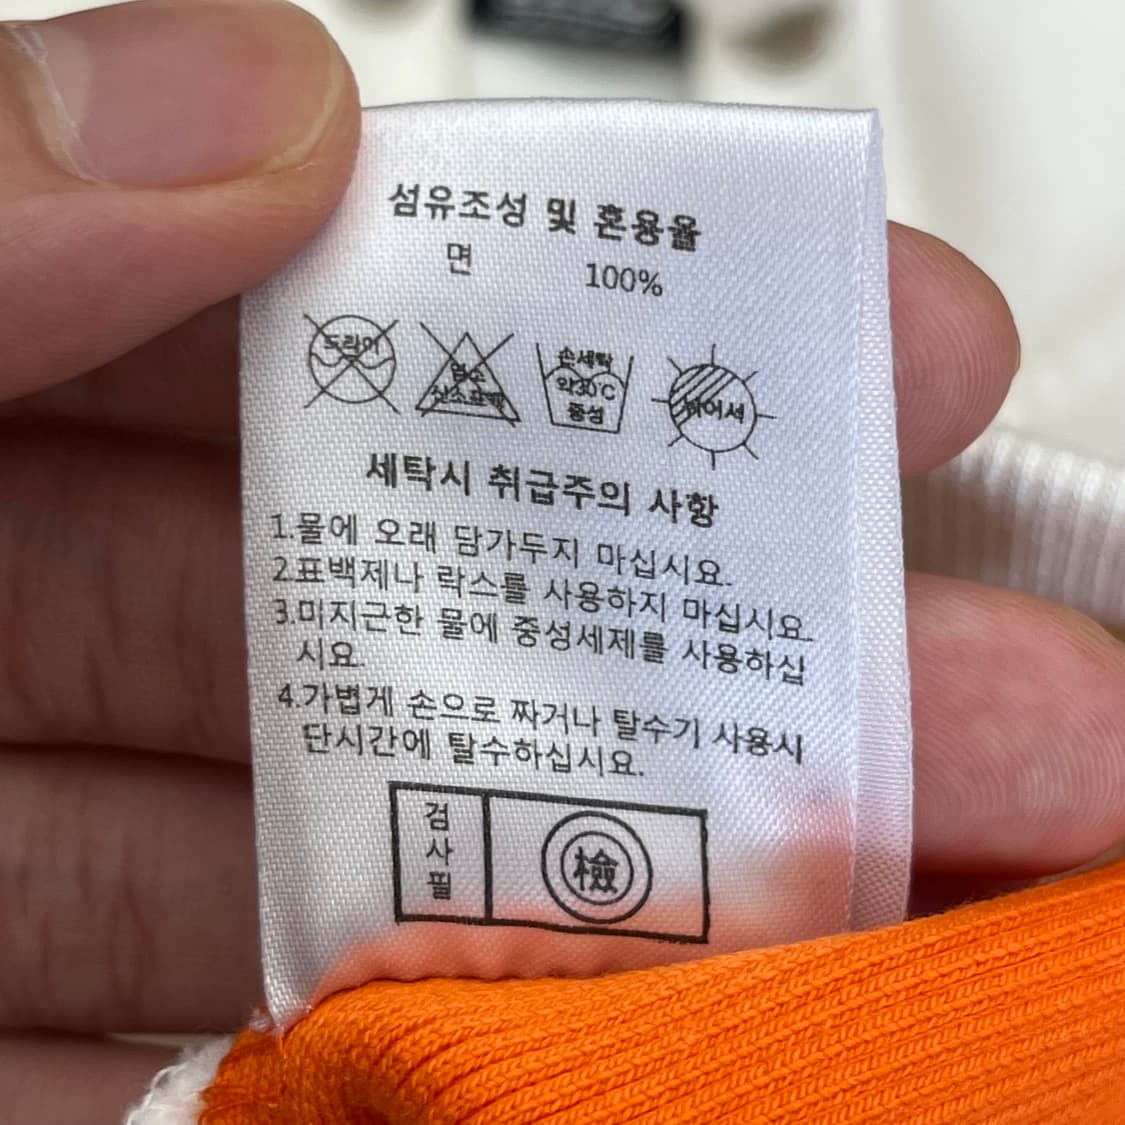 섬유조성 및 혼용율
면 100%
드라이
염소
산소표백
손세탁
약30℃
중성
뉘어서
세탁시 취급주의 사항
1.물에 오래 담가두지 마십시요.
2.표백제나 락스를 사용하지 마십시요.
3.미지근한 물에 중성세제를 사용하십
시요.
4.가볍게 손으로 짜거나 탈수기 사용시
단시간에 탈수하십시요.
검사필
檢